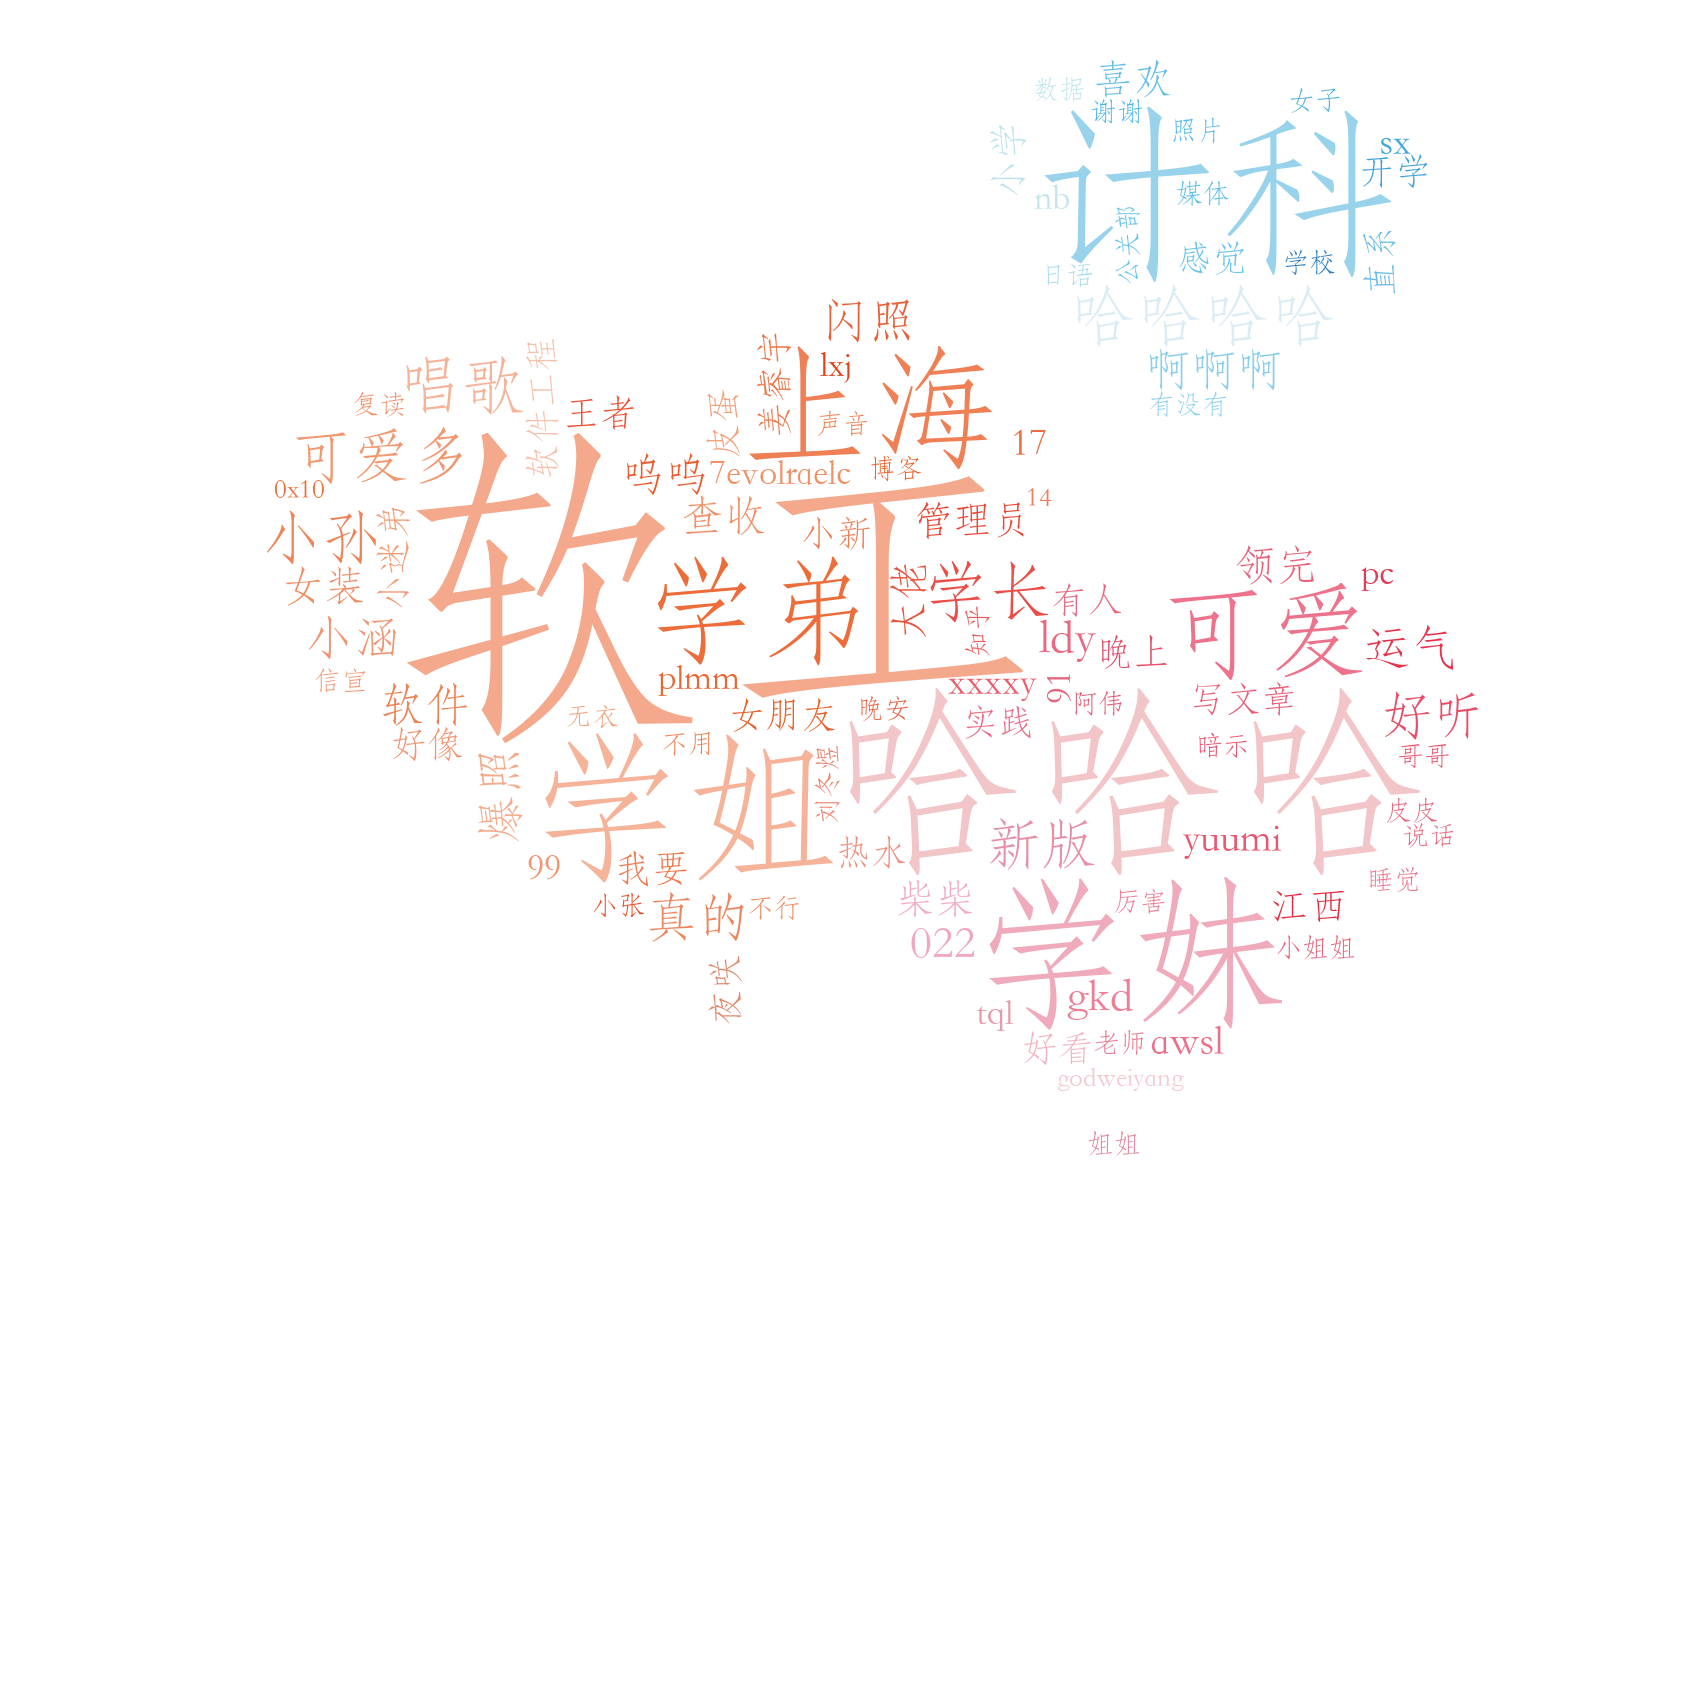 数据
喜欢
谢谢
女子
照片
sx
小学
计科
开学
nb
媒体
公关部
感觉
学校
直系
日语
哈哈哈哈
啊啊啊
有没有
闪照
姜睿宇
lxj
上海
软件工程
唱歌
复读
王者
皮蛋
声音
17
可爱多
呜呜
7evolrqelc
博客
0x10
软工
查收
小新
管理员
14
小孙
小迷弟
女装
学弟
大佬
学长
知乎
有人
领完
pc
可爱
小涵
ldy
晚上
运气
信宣
plmm
xxxxy
91
阿伟
写文章
软件
无衣
女朋友
晚安
实践
好听
好像
不用
暗示
哥哥
爆照
学姐
刘冬煜
哈哈哈
皮皮
说话
99
我要
热水
新版
yuumi
睡觉
小张
真的
不行
柴柴
厉害
江西
022
学妹
小姐姐
夜咲
gkd
tql
好看
老师
awsl
godweiyang
姐姐